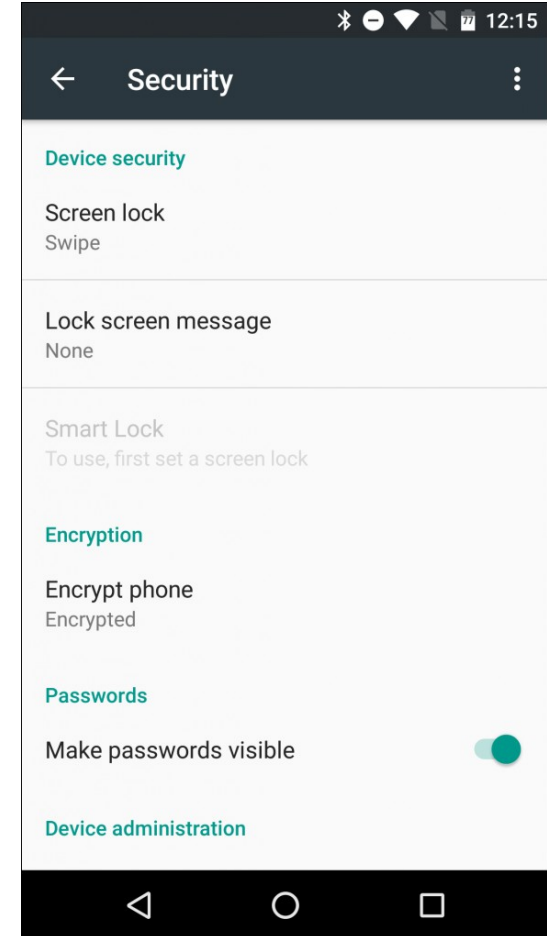 77 12:15
Security
Device security
Screen lock
Swipe
Lock screen message
None
Smart Lock
To use, first set a screen lock
Encryption
Encrypt phone
Encrypted
Passwords
Make passwords visible
Device administration